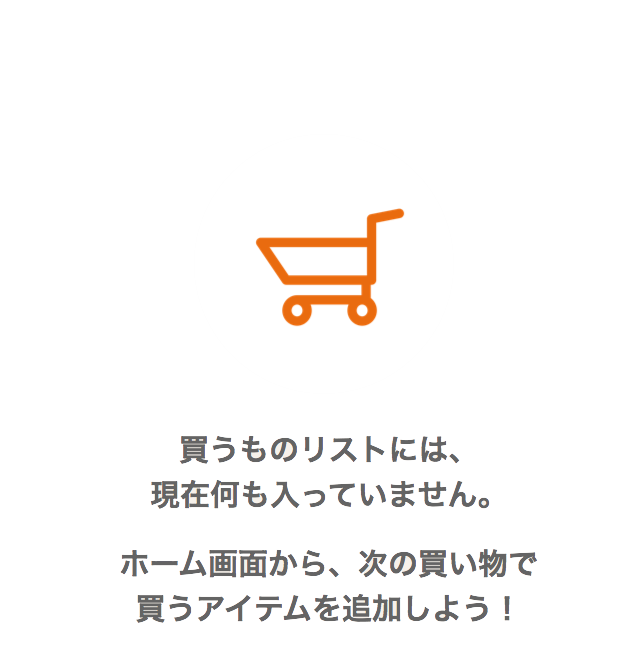 買うものリストには、
現在何も入っていません。
ホーム画面から、次の買い物で
買うアイテムを追加しよう！